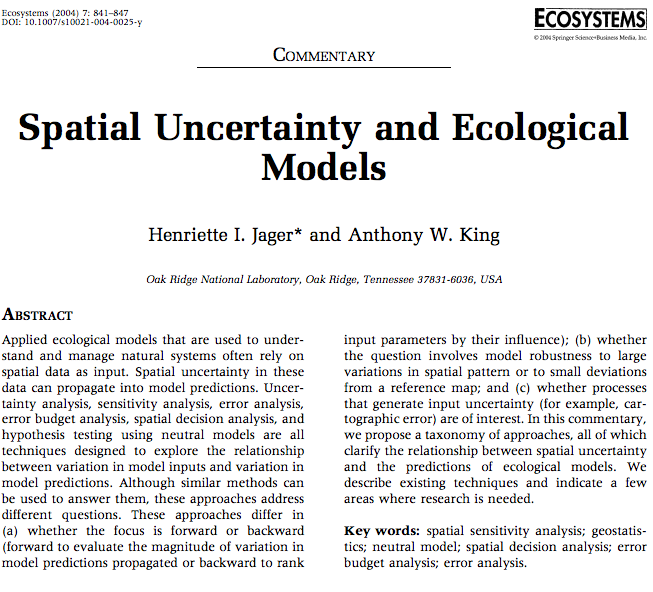 Ecosystems (2004) 7: 841–847
DOI: 10.1007/s10021-004-0025-y
ECOSYSTEMS
© 2004 Springer Science+Business Media, Inc.
COMMENTARY
Spatial Uncertainty and Ecological
Models
Henriette I. Jager* and Anthony W. King
Oak Ridge National Laboratory, Oak Ridge, Tennessee 37831-6036, USA
ABSTRACT
Applied ecological models that are used to under-
stand and manage natural systems often rely on
spatial data as input. Spatial uncertainty in these
data can propagate into model predictions. Uncer-
tainty analysis, sensitivity analysis, error analysis,
error budget analysis, spatial decision analysis, and
hypothesis testing using neutral models are all
techniques designed to explore the relationship
between variation in model inputs and variation in
model predictions. Although similar methods can
be used to answer them, these approaches address
different questions. These approaches differ in
(a) whether the focus is forward or backward
(forward to evaluate the magnitude of variation in
model predictions propagated or backward to rank
input parameters by their influence); (b) whether
the question involves model robustness to large
variations in spatial pattern or to small deviations
from a reference map; and (c) whether processes
that generate input uncertainty (for example, car-
tographic error) are of interest. In this commentary,
we propose a taxonomy of approaches, all of which
clarify the relationship between spatial uncertainty
and the predictions of ecological models. We
describe existing techniques and indicate a few
areas where research is needed.
Key words: spatial sensitivity analysis; geostatis-
tics; neutral model; spatial decision analysis; error
budget analysis; error analysis.